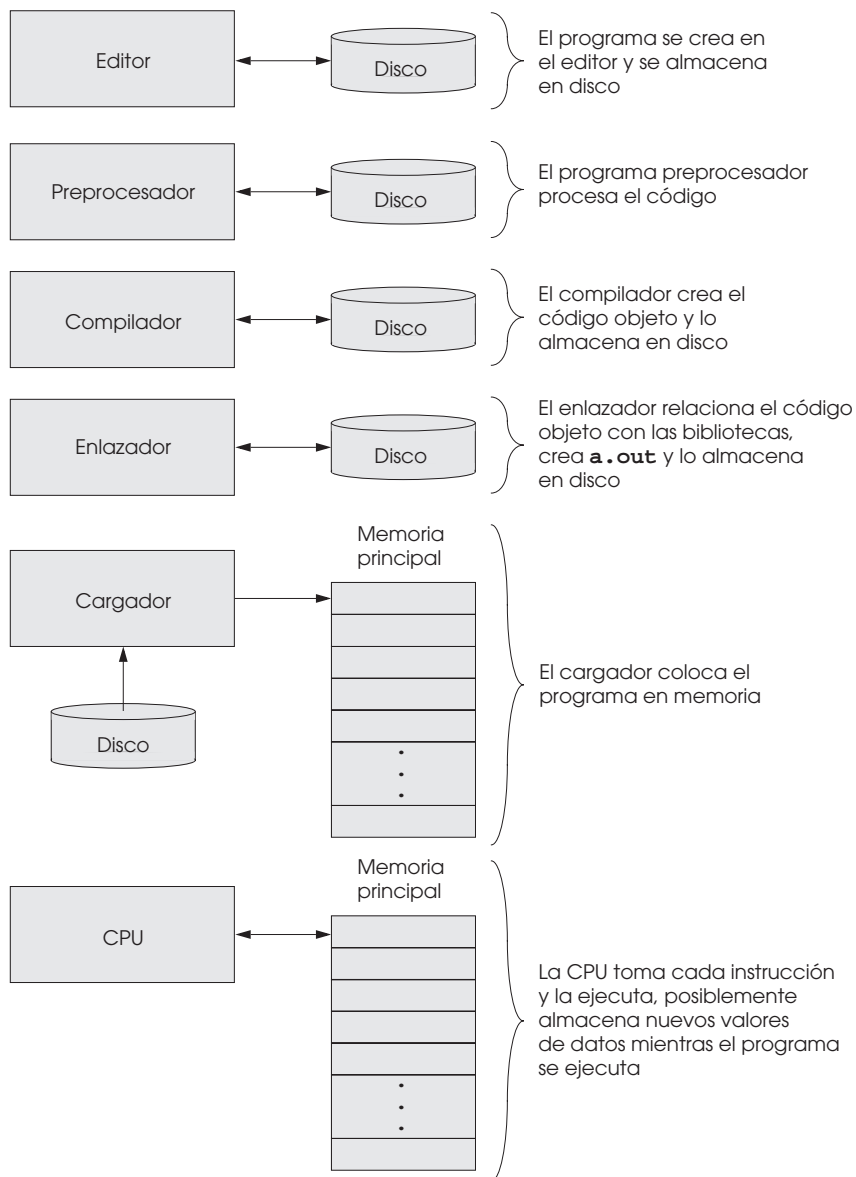 Editor
Disco
El programa se crea en
el editor y se almacena
en disco
Preprocesador
Disco
El programa preprocesador
procesa el código
Compilador
Disco
El compilador crea el
código objeto y lo
almacena en disco
Enlazador
Disco
El enlazador relaciona el código
objeto con las bibliotecas,
crea a.out y lo almacena
en disco
Cargador
Disco
Memoria
principal
El cargador coloca el
programa en memoria
CPU
Memoria
principal
La CPU toma cada instrucción
y la ejecuta, posiblemente
almacena nuevos valores
de datos mientras el programa
se ejecuta